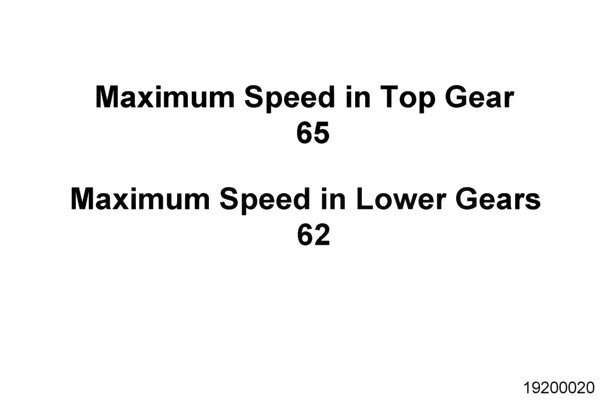 Maximum Speed in Top Gear
65
Maximum Speed in Lower Gears
62
19200020